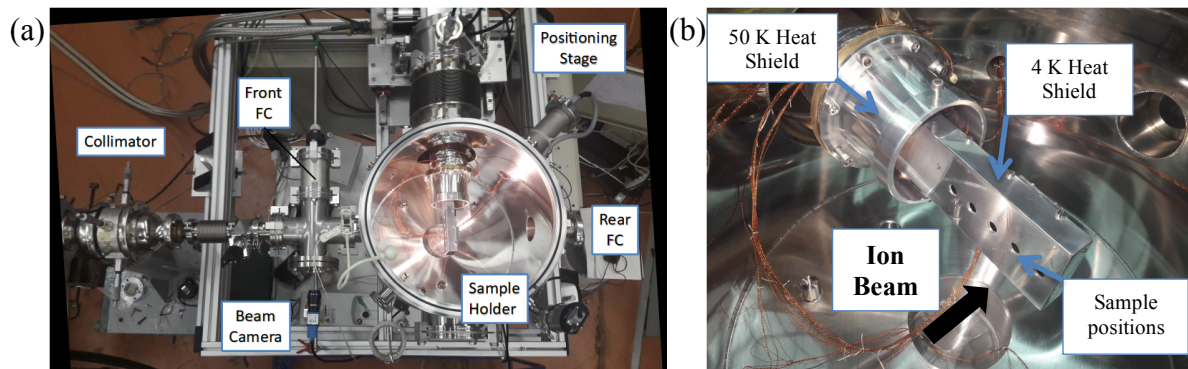 (a)
Positioning
Stage
Front
FC
Collimator
Rear
FC
Sample
Holder
Beam
Camera
(b)
50 K Heat
Shield
4 K Heat
Shield
Ion
Beam
Sample
positions